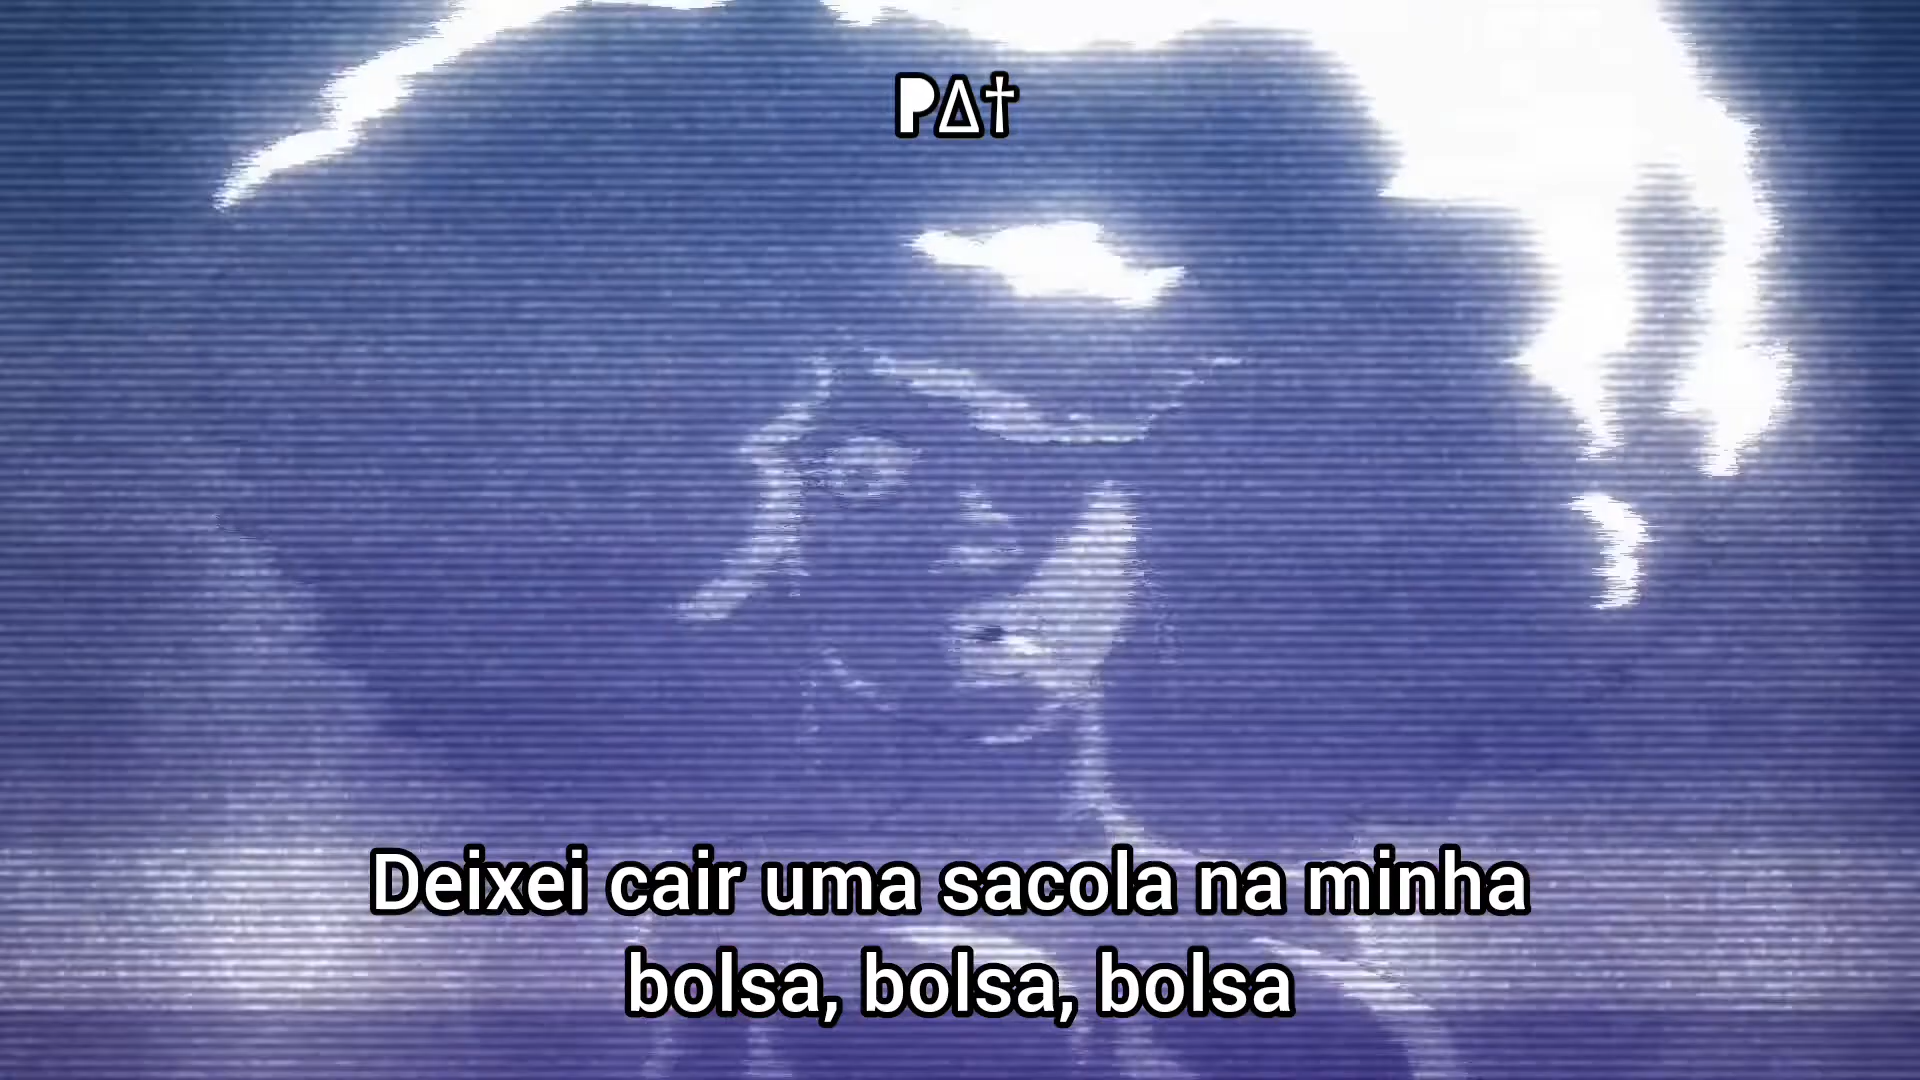 P∆†
Deixei cair uma sacola na minha
bolsa, bolsa, bolsa